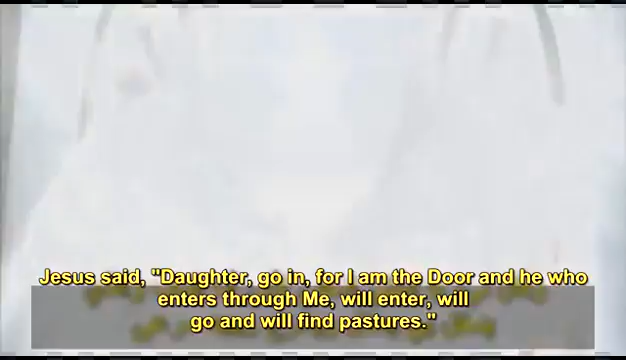 Jesus said, "Daughter, go in, for I am the Door and he who
enters through Me, will enter, will
go and will find pastures."